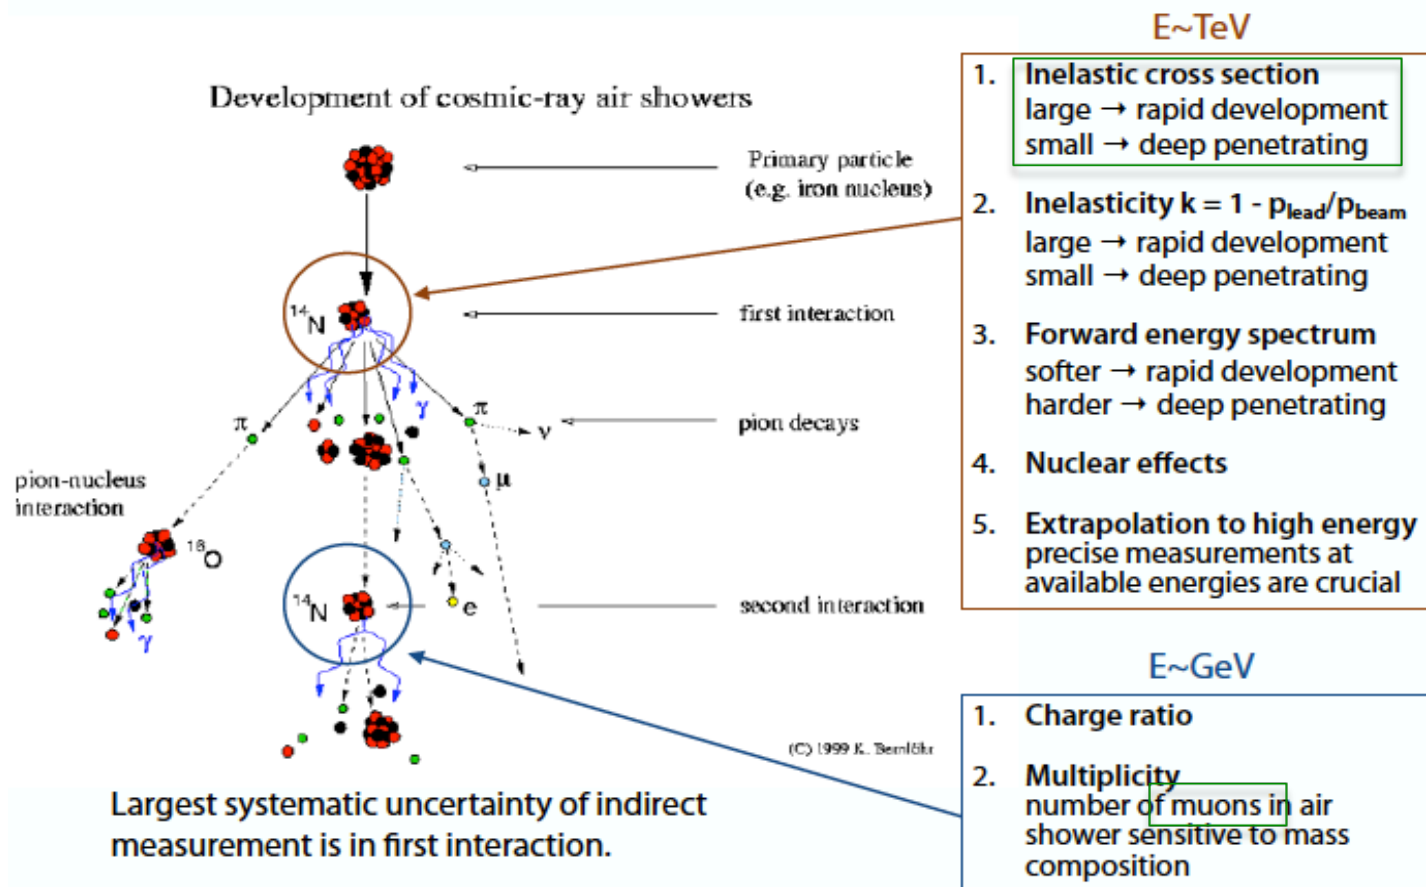 Development of cosmic-ray air showers
Primary particle
(e.g. iron nucleus)
14N
first interaction
γ
π
π
ν
pion decays
μ
pion-nucleus
interaction
16O
γ
14N
e
second interaction
(C) 1999 K. Bernlöhr
Largest systematic uncertainty of indirect
measurement is in first interaction.
E~TeV
1. Inelastic cross section
large → rapid development
small → deep penetrating
2. Inelasticity k = 1 - plead/pbeam
large → rapid development
small → deep penetrating
3. Forward energy spectrum
softer → rapid development
harder → deep penetrating
4. Nuclear effects
5. Extrapolation to high energy
precise measurements at
available energies are crucial
E~GeV
1. Charge ratio
2. Multiplicity
number of muons in air
shower sensitive to mass
composition